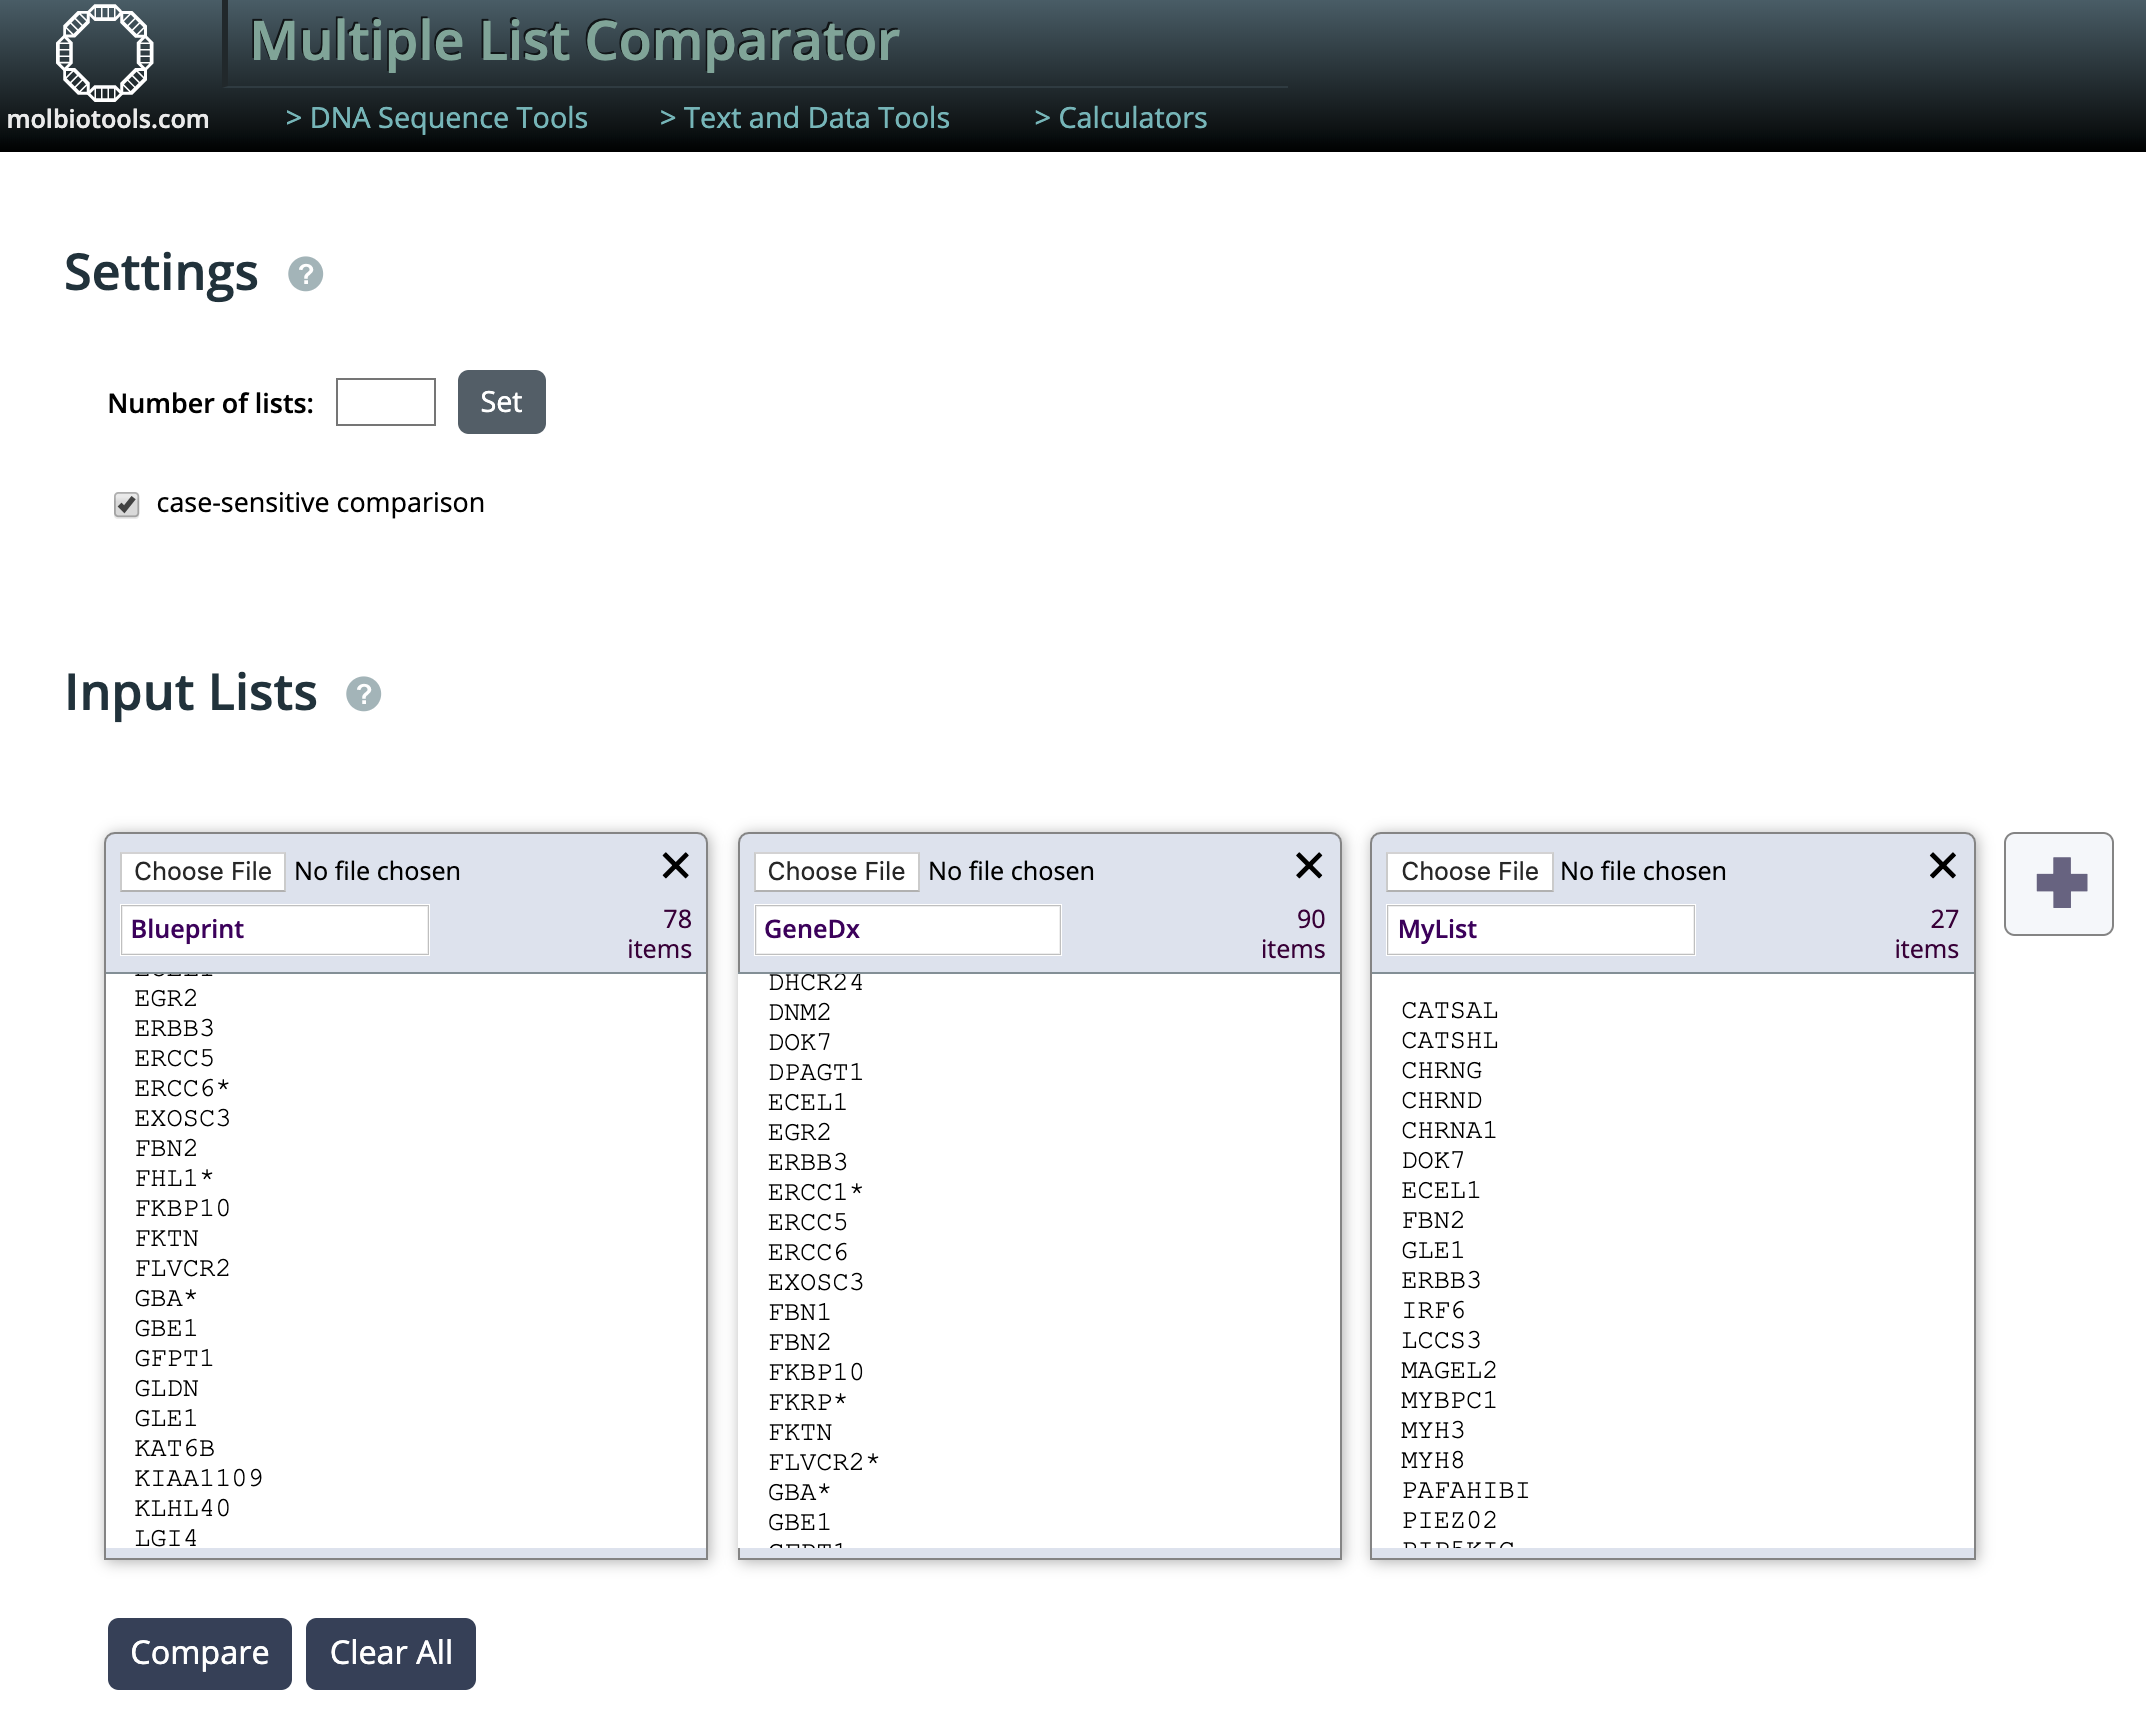 Multiple List Comparator
molbiotools.com
> DNA Sequence Tools > Text and Data Tools > Calculators
Settings ?
Number of lists: Set
case-sensitive comparison
Input Lists ?
Choose File No file chosen
Blueprint
78
items
EGR2
ERBB3
ERCC5
ERCC6*
EXOSC3
FBN2
FHL1*
FKBP10
FKTN
FLVCR2
GBA*
GBE1
GFPT1
GLDN
GLE1
KAT6B
KIAA1109
KLHL40
LGI4
Choose File No file chosen
GeneDx
90
items
DHCR24
DNM2
DOK7
DPAGT1
ECEL1
EGR2
ERBB3
ERCC1*
ERCC5
ERCC6
EXOSC3
FBN1
FBN2
FKBP10
FKRP*
FKTN
FLVCR2*
GBA*
GBE1
Choose File No file chosen
MyList
27
items
CATSAL
CATSHL
CHRNG
CHRND
CHRNA1
DOK7
ECEL1
FBN2
GLE1
ERBB3
IRF6
LCCS3
MAGEL2
MYBPC1
MYH3
MYH8
PAFAHIBI
PIEZ02
Compare Clear All